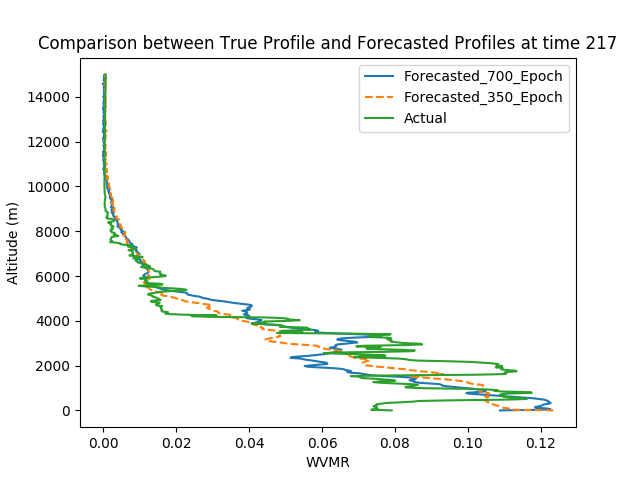 Comparison between True Profile and Forecasted Profiles at time 217
Forecasted_700_Epoch
Forecasted_350_Epoch
Actual
14000
12000
10000
8000
6000
4000
2000
0
Altitude (m)
0.00 0.02 0.04 0.06 0.08 0.10 0.12
WVMR